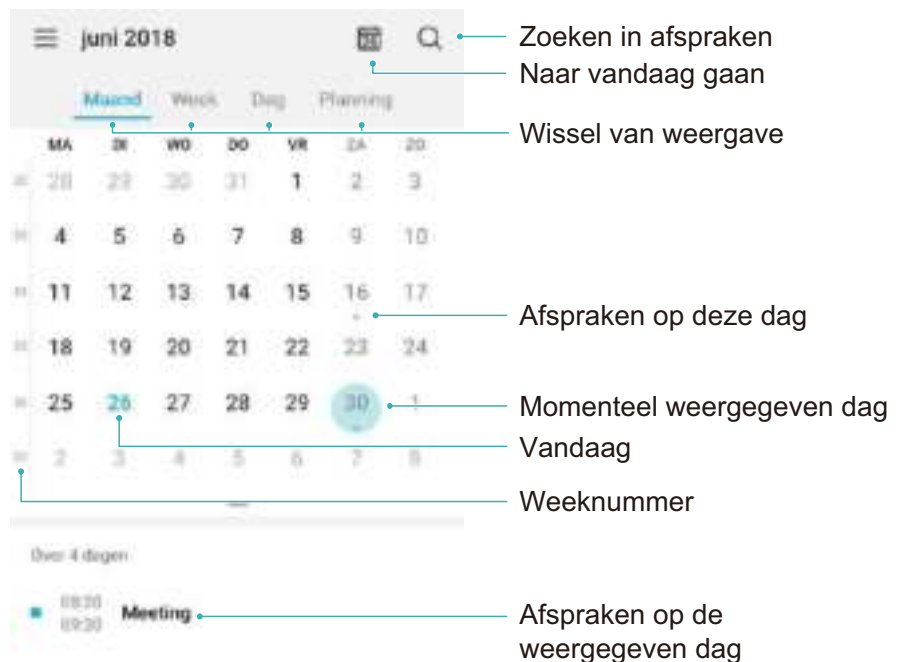 juni 2018
Zoeken in afspraken
Naar vandaag gaan
Maand Week Dag Planning
Wissel van weergave
MA DI WO DO VR ZA ZO
28 29 30 31 1 2 3
4 5 6 7 8 9 10
11 12 13 14 15 16 17
Afspraken op deze dag
18 19 20 21 22 23 24
25 26 27 28 29 30 1
Momenteel weergegeven dag
Vandaag
2 3 4 5 6 7 8
Weeknummer
Over 4 dagen
08:30
09:30
Meeting
Afspraken op de
weergegeven dag